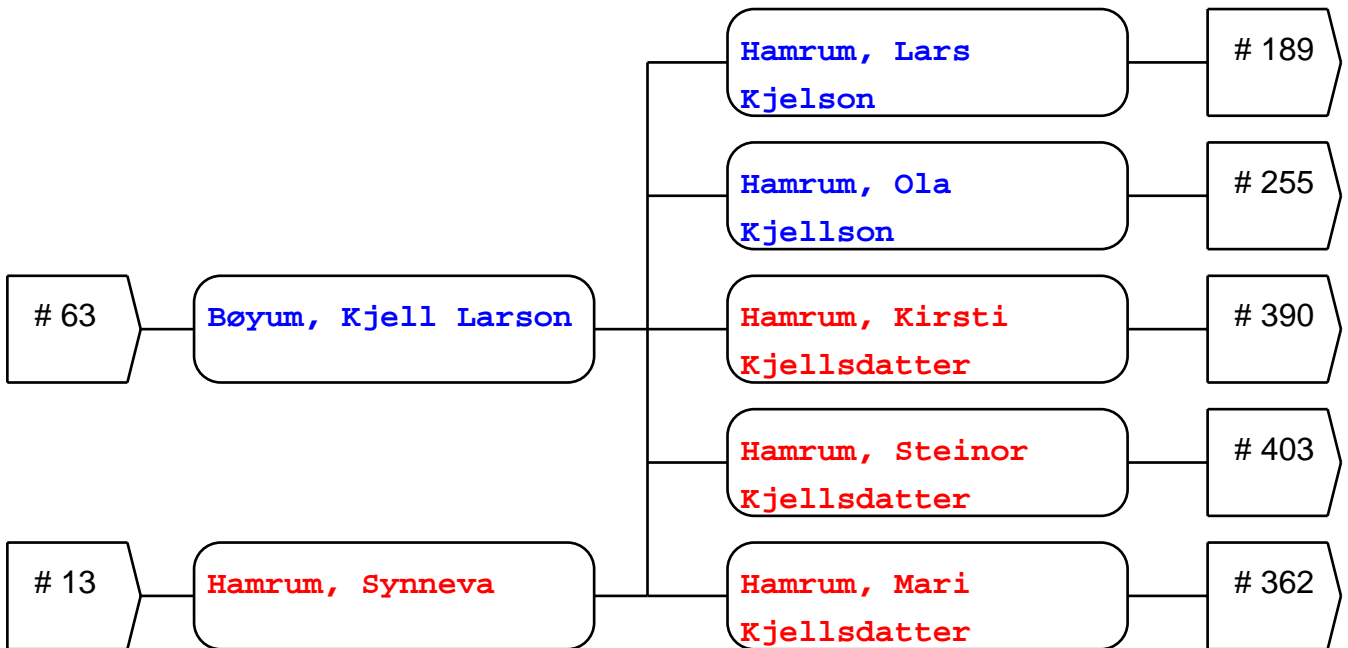 Hamrum, Lars
Kjelson
# 189
Hamrum, Ola
Kjellson
# 255
# 63
Bøyum, Kjell Larson
Hamrum, Kirsti
Kjellsdatter
# 390
Hamrum, Steinor
Kjellsdatter
# 403
# 13
Hamrum, Synneva
Hamrum, Mari
Kjellsdatter
# 362